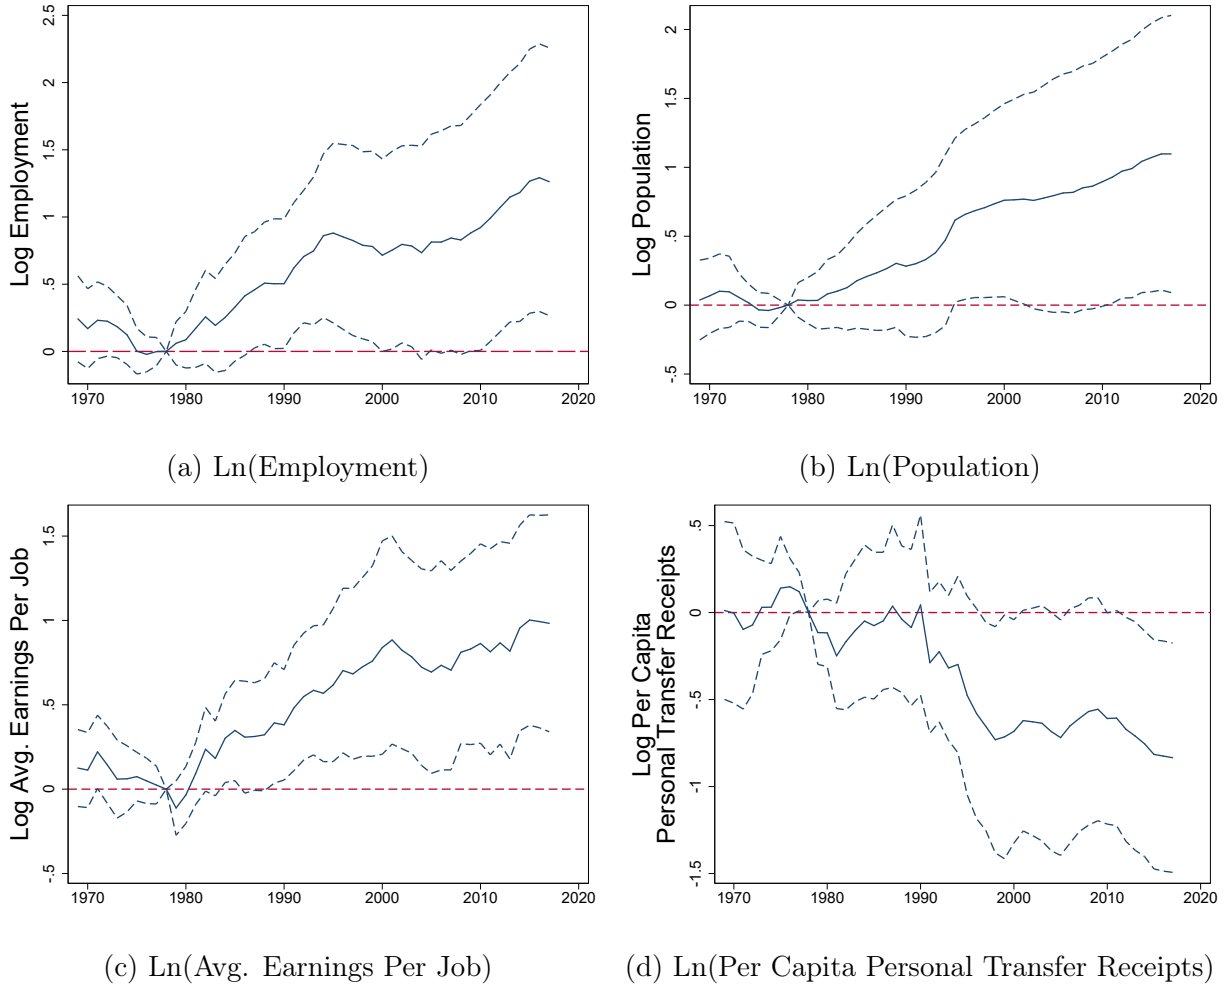 Log Employment
2.5
2
1.5
1
.5
0
1970 1980 1990 2000 2010 2020
(a) Ln(Employment)
Log Population
2
1.5
1
.5
0
-.5
1970 1980 1990 2000 2010 2020
(b) Ln(Population)
Log Avg. Earnings Per Job
1.5
1
.5
0
-.5
1970 1980 1990 2000 2010 2020
(c) Ln(Avg. Earnings Per Job)
Log Per Capita
Personal Transfer Receipts
.5
0
-.5
-1
-1.5
1970 1980 1990 2000 2010 2020
(d) Ln(Per Capita Personal Transfer Receipts)